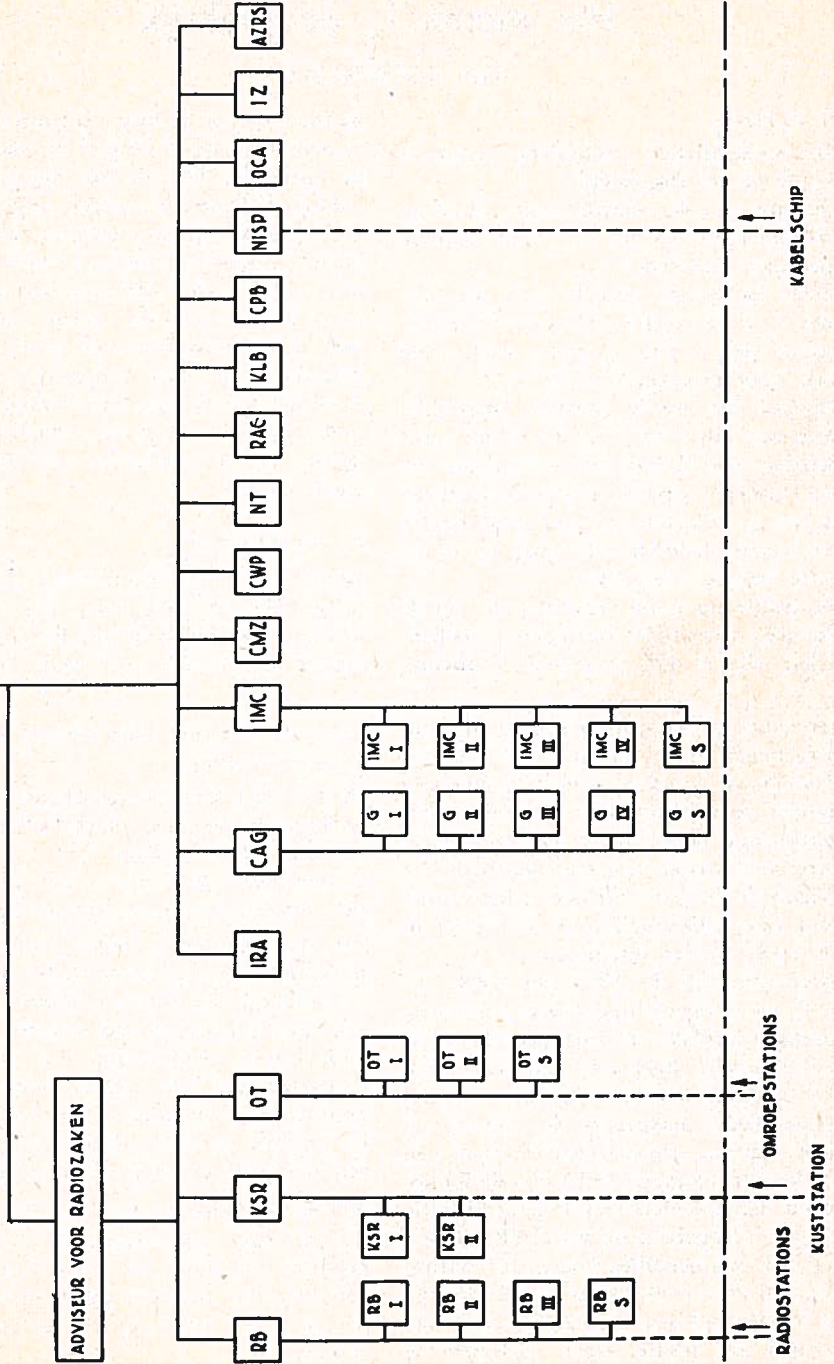 ADVISEUR VOOR RADIOZAKEN
RB
KSR
OT
IRA
CAG
IMC
CMZ
CWP
NT
RAG
KLB
CPB
NISP
OCA
IZ
AZRS
RB
I
RB
II
RB
III
RB
S
KSR
I
KSR
II
OT
I
OT
II
OT
S
G
I
G
II
G
III
G
IV
G
S
IMC
I
IMC
II
IMC
III
IMC
IV
IMC
S
RADIOSTATIONS
KUSTSTATION
OMROEPSTATIONS
KABELSCHIP